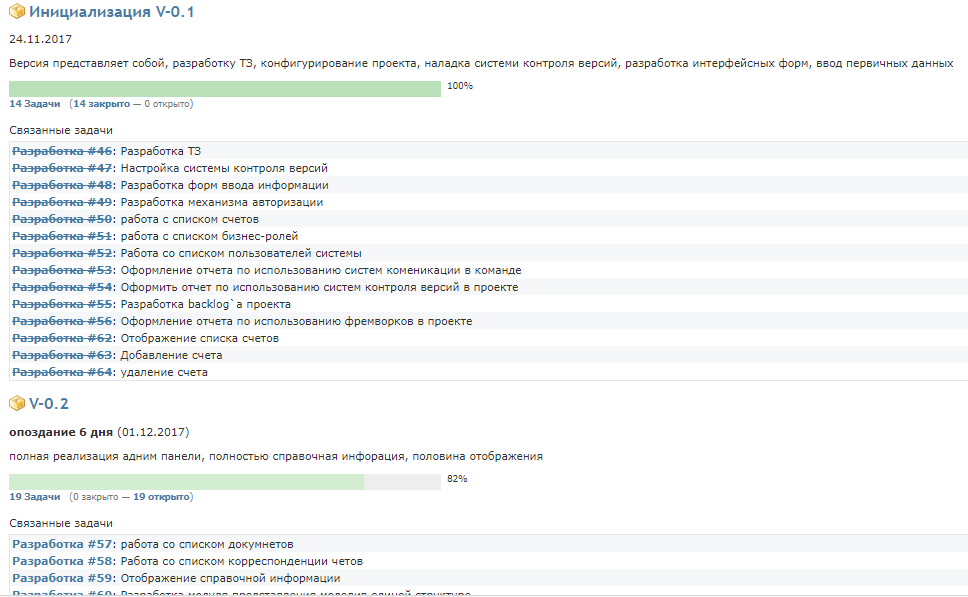 Инициализация V-0.1
24.11.2017
Версия представляет собой, разработку ТЗ, конфигурирование проекта, наладка системи контроля версий, разработка интерфейсных форм, ввод первичных данных
100%
14 Задачи (14 закрыто — 0 открыто)
Связанные задачи
Разработка #46: Разработка ТЗ
Разработка #47: Настройка системы контроля версий
Разработка #48: Разработка форм ввода информации
Разработка #49: Разработка механизма авторизации
Разработка #50: работа с списком счетов
Разработка #51: работа с списком бизнес-ролей
Разработка #52: Работа со списком пользователей системы
Разработка #53: Оформление отчета по использованию систем коменикации в команде
Разработка #54: Оформить отчет по использованию систем контроля версий в проекте
Разработка #55: Разработка backlog`а проекта
Разработка #56: Оформление отчета по использованию фремворков в проекте
Разработка #62: Отображение списка счетов
Разработка #63: Добавление счета
Разработка #64: удаление счета
V-0.2
опоздание 6 дня (01.12.2017)
полная реализация адним панели, полностью справочная инфорация, половина отображения
82%
19 Задачи (0 закрыто — 19 открыто)
Связанные задачи
Разработка #57: работа со списком докумнетов
Разработка #58: Работа со списком корреспонденции четов
Разработка #59: Отображение справочной информации
Разработка #60: Разработка модуля представления моделив единой структуре